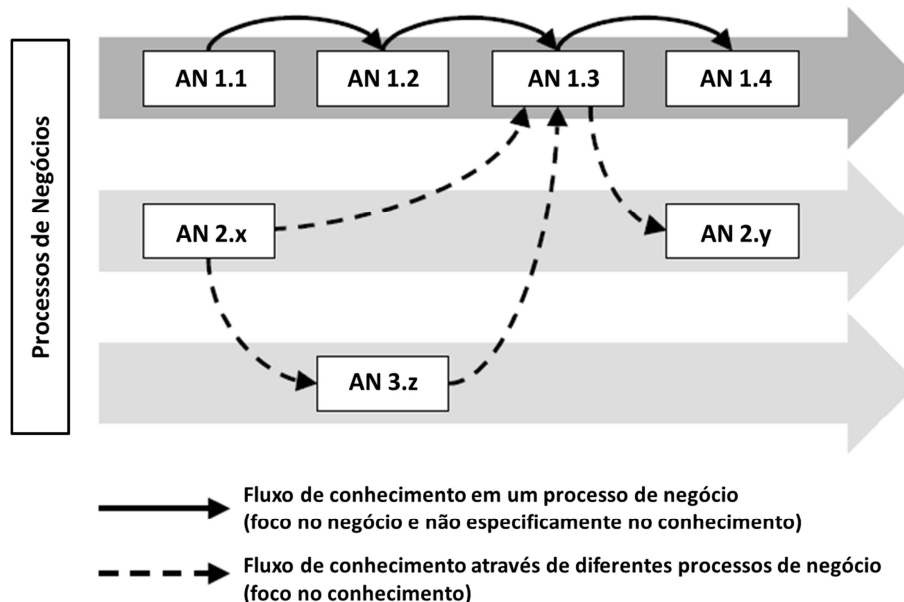 Processos de Negócios
AN 1.1
AN 1.2
AN 1.3
AN 1.4
AN 2.x
AN 2.y
AN 3.z
Fluxo de conhecimento em um processo de negócio
(foco no negócio e não especificamente no conhecimento)
Fluxo de conhecimento através de diferentes processos de negócio
(foco no conhecimento)